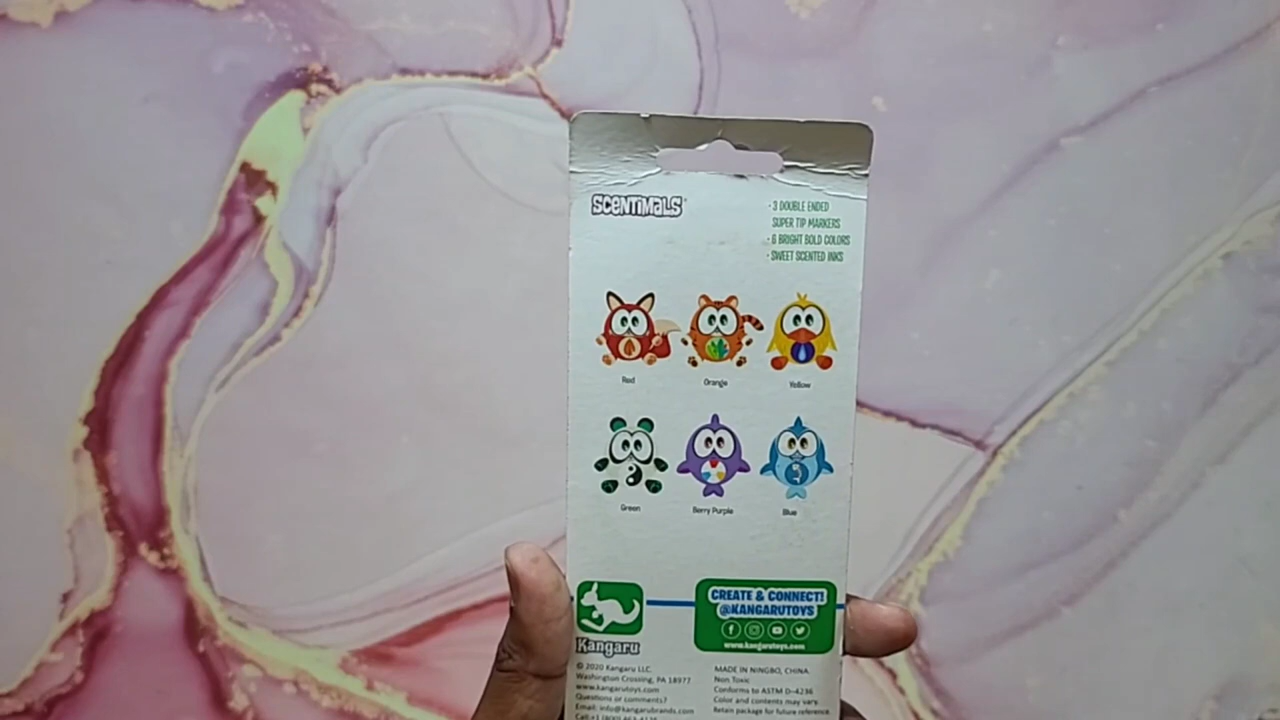 SCENTIMALS
· 3 DOUBLE ENDED
SUPER TIP MARKERS
· 6 BRIGHT BOLD COLORS
· SWEET SCENTED INKS
Red
Orange
Yellow
Green
Berry Purple
Blue
CREATE & CONNECT!
@KANGARUTOYS
www.kangarutoys.com
Kangaru
© 2020 Kangaru LLC.
Washington Crossing, PA 18977
www.kangarutoys.com
Questions or comments?
Email: info@kangarubrands.com
MADE IN NINGBO, CHINA.
Non Toxic
Conforms to ASTM D-4236
Color and contents may vary.
Retain package for future reference.